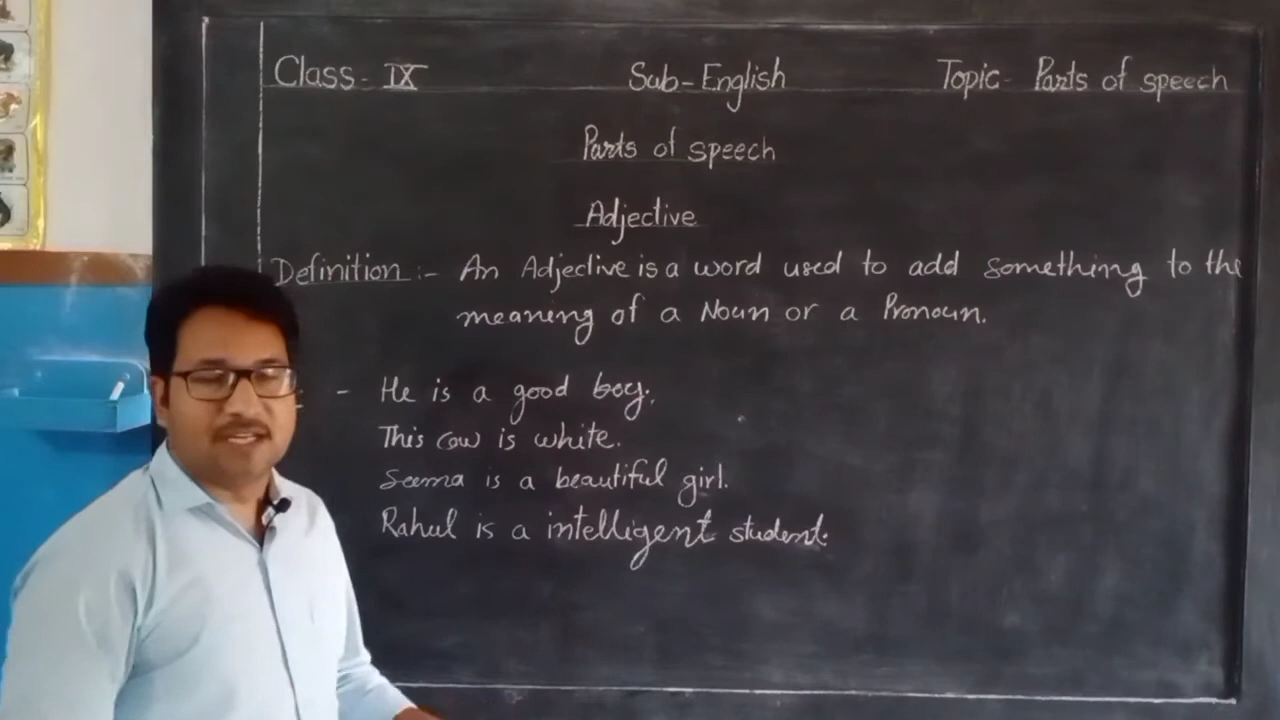 Class - IX Sub - English Topic - Parts of speech
Parts of speech
Adjective
Definition :- An Adjective is a word used to add something to the
meaning of a Noun or a Pronoun.
- He is a good boy.
This cow is white.
Seema is a beautiful girl.
Rahul is a intelligent student.